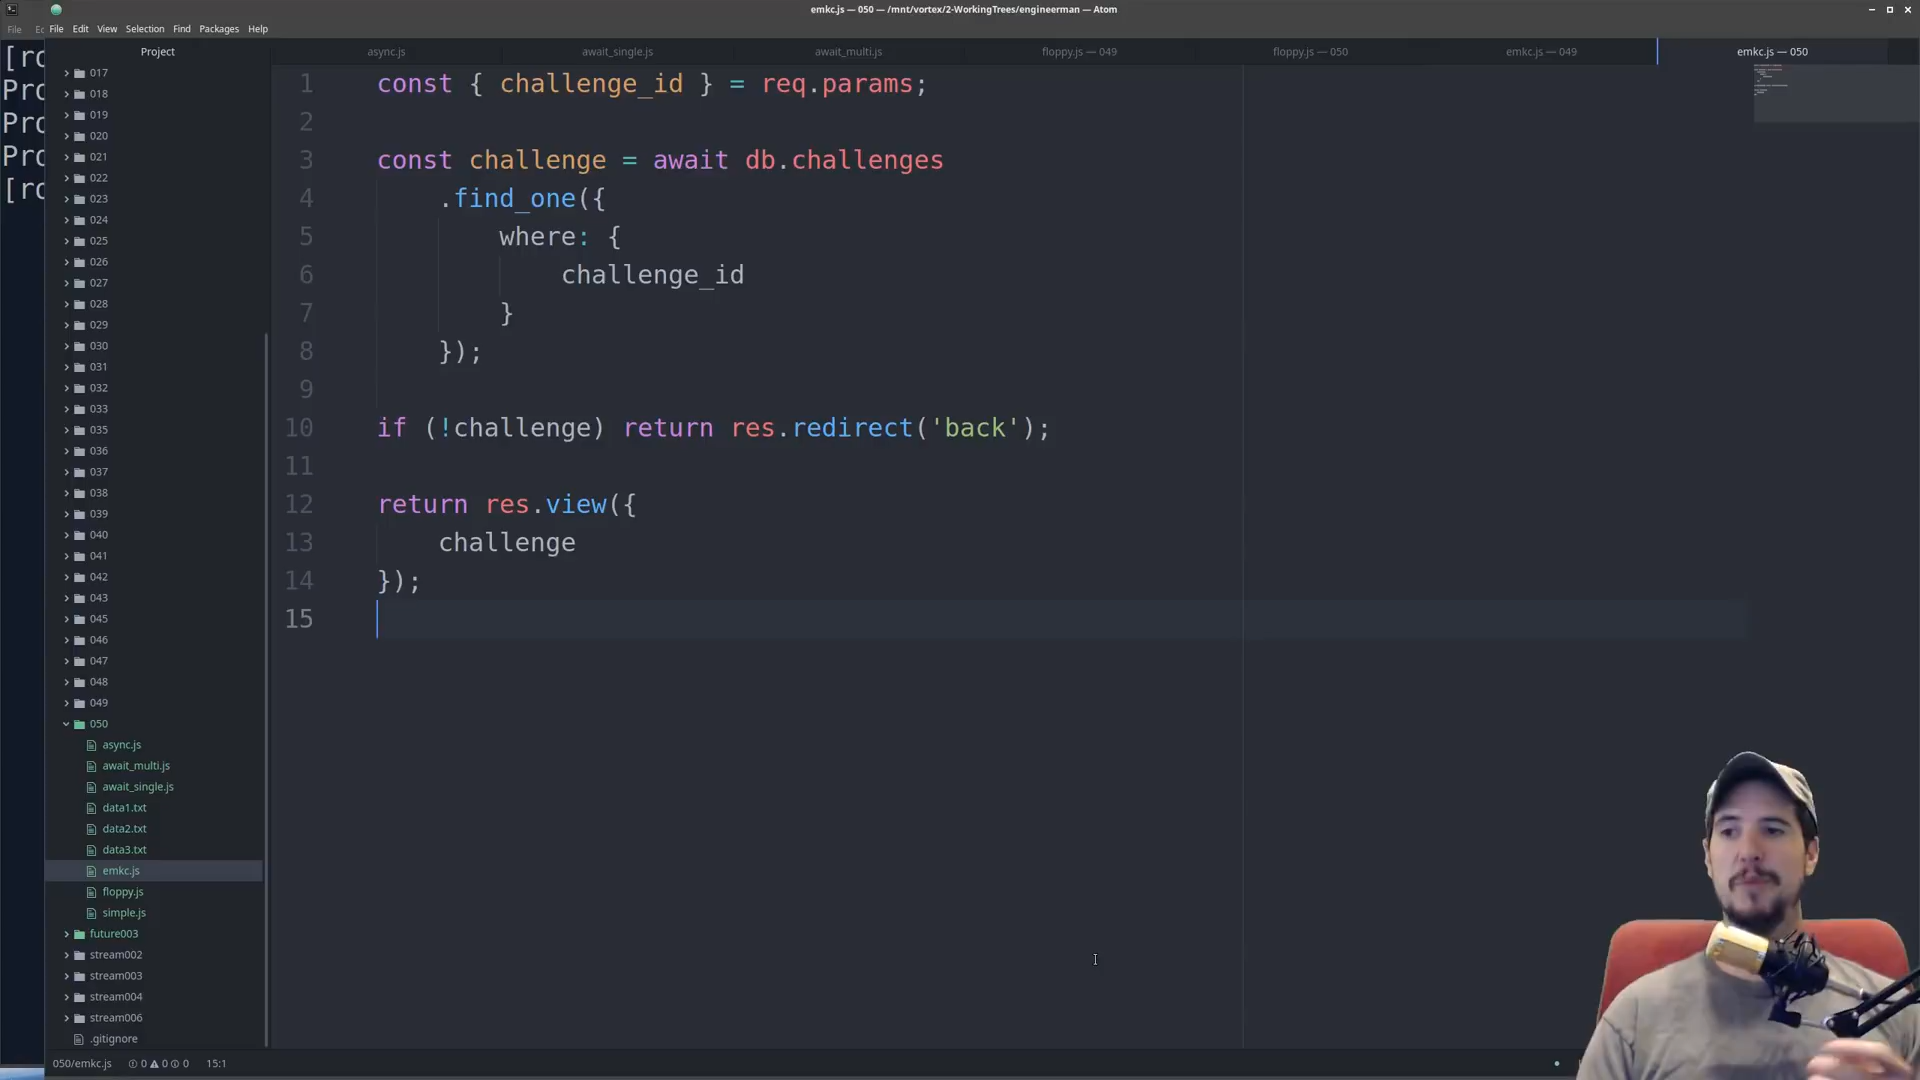 emkc.js — 050 — /mnt/vortex/2-WorkingTrees/engineerman — Atom
File
File Edit View Selection Find Packages Help
Project
async.js await_single.js await_multi.js floppy.js — 049 floppy.js — 050 emkc.js — 049 emkc.js — 050
017
018
019
020
021
022
023
024
025
026
027
028
029
030
031
032
033
035
036
037
038
039
040
041
042
043
045
046
047
048
049
050
async.js
await_multi.js
await_single.js
data1.txt
data2.txt
data3.txt
emkc.js
floppy.js
simple.js
future003
stream002
stream003
stream004
stream006
.gitignore
1 const { challenge_id } = req.params;
2
3 const challenge = await db.challenges
4 .find_one({
5 where: {
6 challenge_id
7 }
8 });
9
10 if (!challenge) return res.redirect('back');
11
12 return res.view({
13 challenge
14 });
15
050/emkc.js 0 0 0 15:1